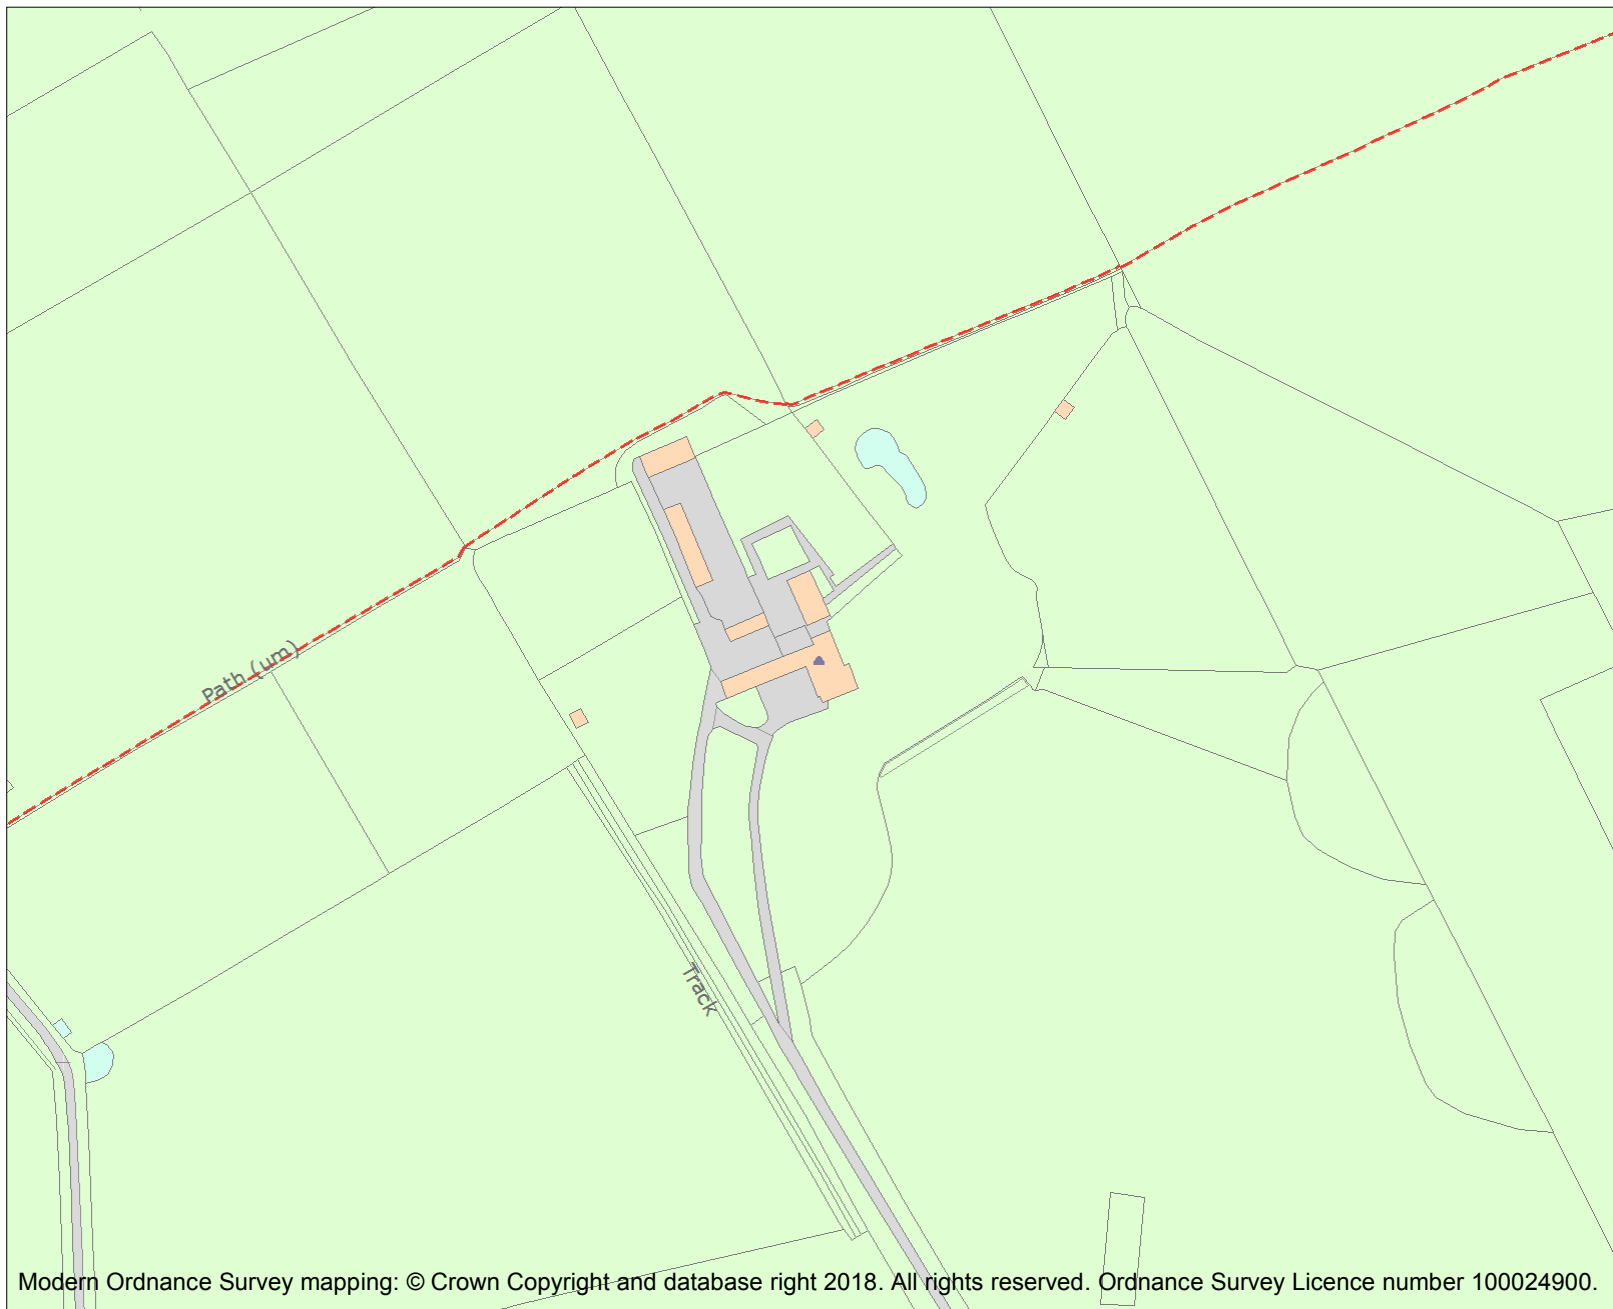 Path (um)
Track
Modern Ordnance Survey mapping: © Crown Copyright and database right 2018. All rights reserved. Ordnance Survey Licence number 100024900.